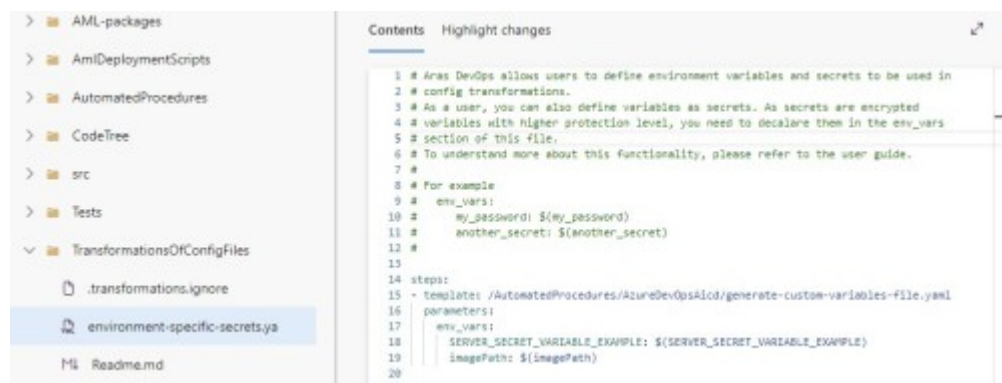 AML-packages
AmlDeploymentScripts
AutomatedProcedures
CodeTree
src
Tests
TransformationsOfConfigFiles
.transformations.ignore
environment-specific-secrets.ya
M↓ Readme.md
Contents Highlight changes
1 # Aras DevOps allows users to define environment variables and secrets to be used in
2 # config transformations.
3 # As a user, you can also define variables as secrets. As secrets are encrypted
4 # variables with higher protection level, you need to decalare them in the env_vars
5 # section of this file.
6 # To understand more about this functionality, please refer to the user guide.
7 #
8 # For example
9 # env_vars:
10 # my_password: $(my_password)
11 # another_secret: $(another_secret)
12 #
13
14 steps:
15 - template: /AutomatedProcedures/AzureDevOpsAicd/generate-custom-variables-file.yaml
16 parameters:
17 env_vars:
18 SERVER_SECRET_VARIABLE_EXAMPLE: $(SERVER_SECRET_VARIABLE_EXAMPLE)
19 imagePath: $(imagePath)
20